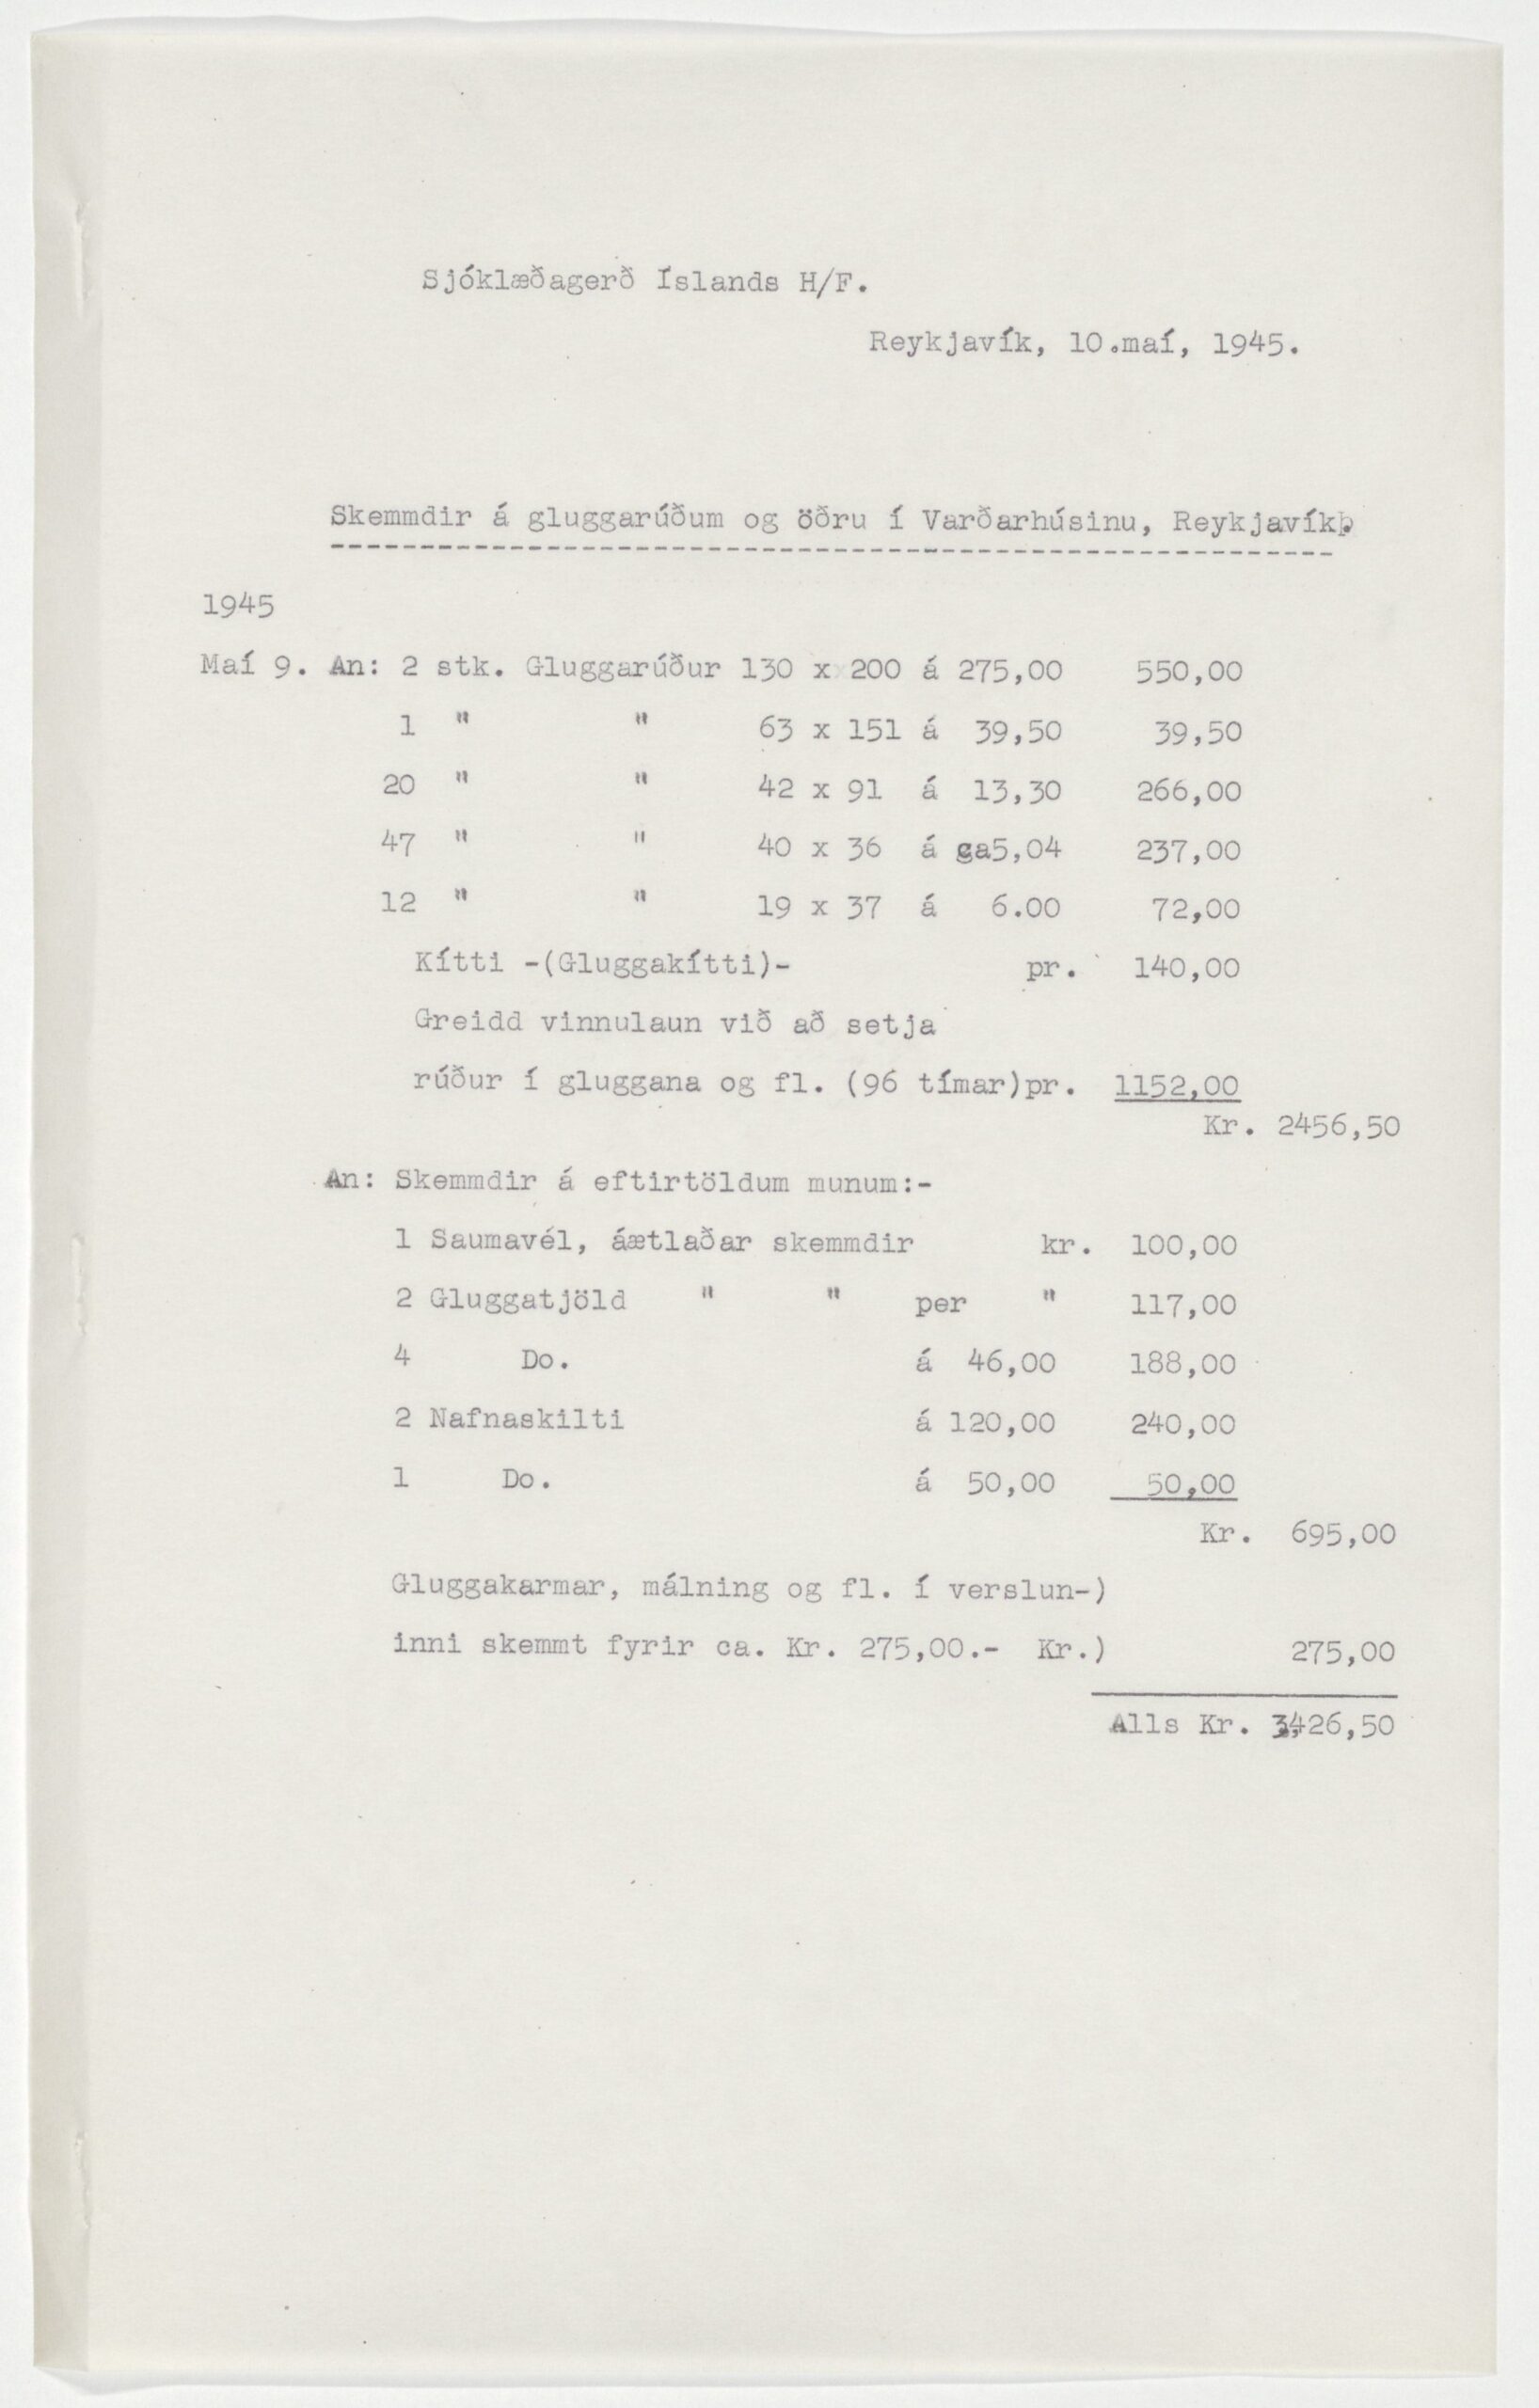 Sjóklæðagerð Íslands H/F.
Reykjavík, 10.maí, 1945.
Skemmdir á gluggarúðum og öðru í Varðarhúsinu, Reykjavík.
1945
Maí 9. An: 2 stk. Gluggarúður 130 x 200 á 275,00 550,00
1 " " 63 x 151 á 39,50 39,50
20 " " 42 x 91 á 13,30 266,00
47 " " 40 x 36 á ca5,04 237,00
12 " " 19 x 37 á 6.00 72,00
Kítti -(Gluggakítti)- pr. 140,00
Greidd vinnulaun við að setja
rúður í gluggana og fl. (96 tímar)pr. 1152,00
Kr. 2456,50
An: Skemmdir á eftirtöldum munum:-
1 Saumavél, áætlaðar skemmdir kr. 100,00
2 Gluggatjöld " " per " 117,00
4 Do. á 46,00 188,00
2 Nafnaskilti á 120,00 240,00
1 Do. á 50,00 50,00
Kr. 695,00
Gluggakarmar, málning og fl. í verslun-)
inni skemmt fyrir ca. Kr. 275,00.- Kr.) 275,00
Alls Kr. 3426,50